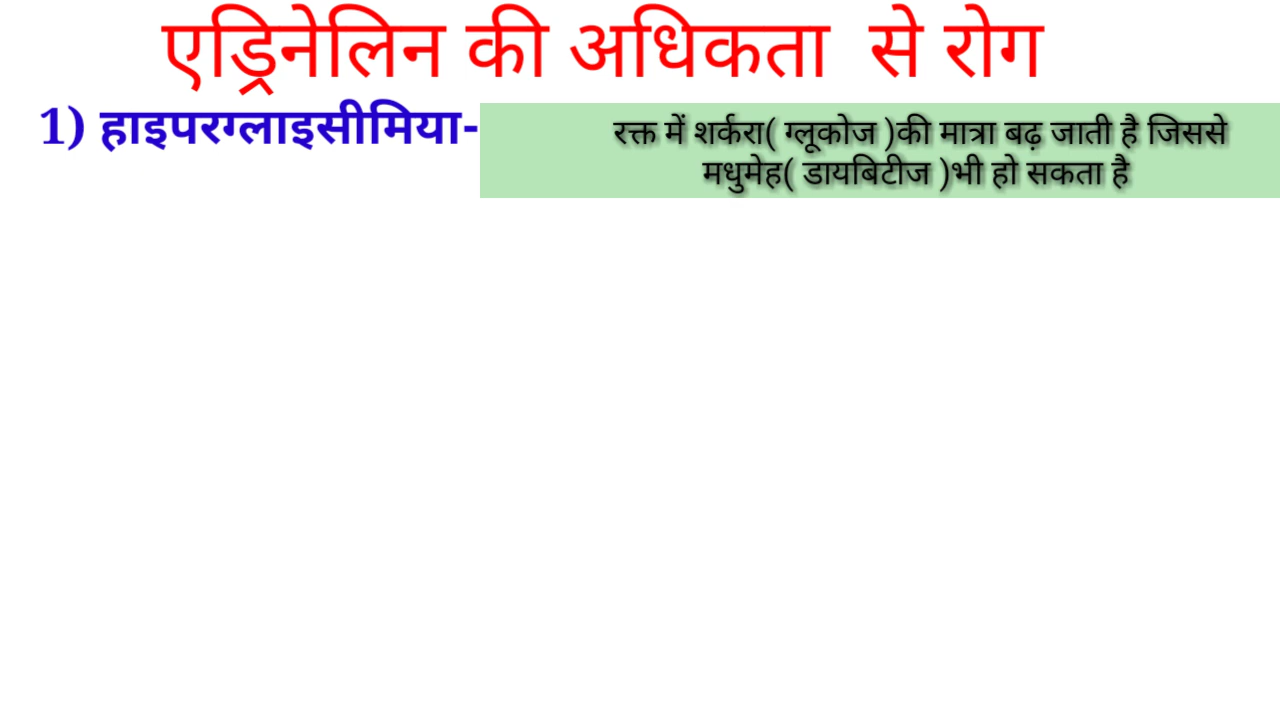 एड्रिनेलिन की अधिकता से रोग
1) हाइपरग्लाइसीमिया-
रक्त में शर्करा( ग्लूकोज )की मात्रा बढ़ जाती है जिससे
मधुमेह( डायबिटीज )भी हो सकता है